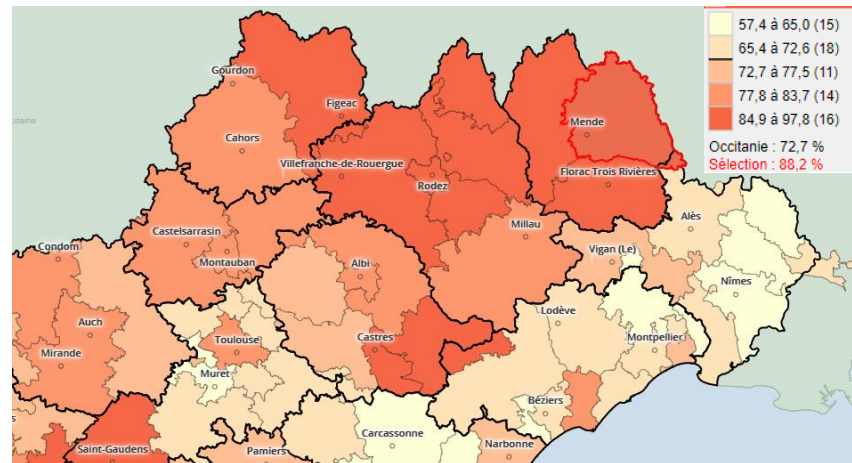 57,4 à 65,0 (15)
65,4 à 72,6 (18)
72,7 à 77,5 (11)
77,8 à 83,7 (14)
84,9 à 97,8 (16)
Occitanie : 72,7 %
Sélection : 88,2 %
Gourdon
Figeac
Mende
uitaine
Cahors
Villefranche-de-Rouergue
Rodez
Florac Trois Rivières
Alès
Castelsarrasin
Millau
Condom
Montauban
Albi
Vigan (Le)
Nîmes
Auch
Lodève
Mirande
Toulouse
Castres
Montpellier
Muret
Béziers
s
Saint-Gaudens
Pamiers
Carcassonne
Narbonne